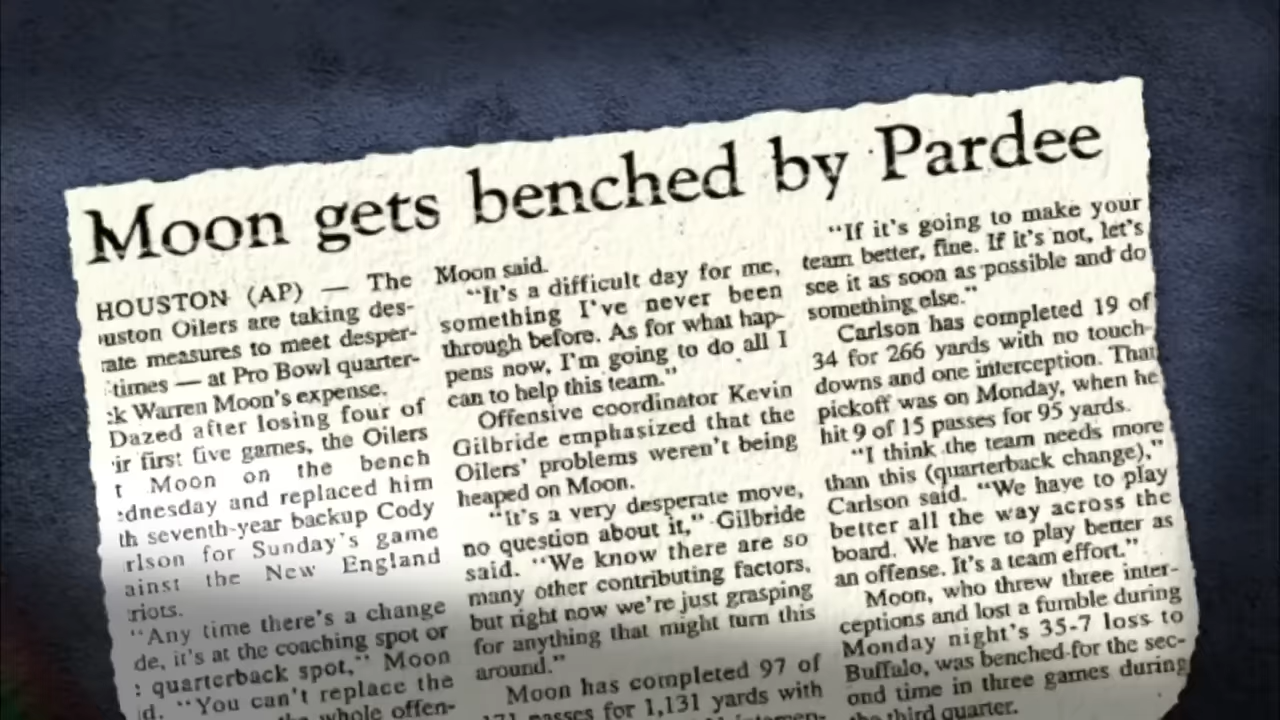 Moon gets benched by Pardee
HOUSTON (AP) — The
uston Oilers are taking des-
ate measures to meet desper-
times — at Pro Bowl quarter-
k Warren Moon's expense.
Dazed after losing four of
ir first five games, the Oilers
t Moon on the bench
dnesday and replaced him
th seventh-year backup Cody
rlson for Sunday's game
ainst the New England
riots.
"Any time there's a change
de, it's at the coaching spot or
quarterback spot," Moon
d. "You can't replace the
whole offen-
Moon said.
"It's a difficult day for me,
something I've never been
through before. As for what hap-
pens now, I'm going to do all I
can to help this team."
Offensive coordinator Kevin
Gilbride emphasized that the
Oilers' problems weren't being
heaped on Moon.
"It's a very desperate move,
no question about it," Gilbride
said. "We know there are so
many other contributing factors,
but right now we're just grasping
for anything that might turn this
around."
Moon has completed 97 of
171 passes for 1,131 yards with
"If it's going to make your
team better, fine. If it's not, let's
see it as soon as possible and do
something else."
Carlson has completed 19 of
34 for 266 yards with no touch-
downs and one interception. That
pickoff was on Monday, when he
hit 9 of 15 passes for 95 yards.
"I think the team needs more
than this (quarterback change),"
Carlson said. "We have to play
better all the way across the
board. We have to play better as
an offense. It's a team effort."
Moon, who threw three inter-
ceptions and lost a fumble during
Monday night's 35-7 loss to
Buffalo, was benched for the sec-
ond time in three games during
the third quarter.